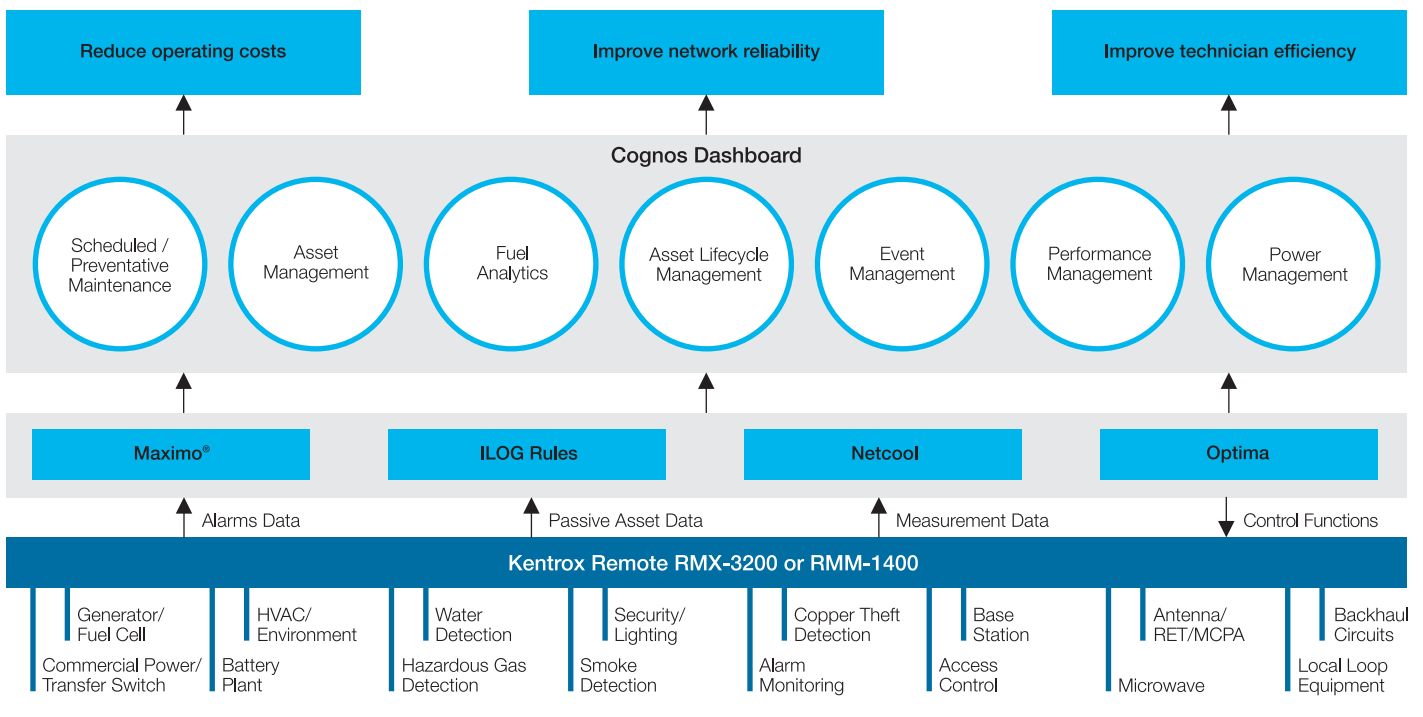 Reduce operating costs
Improve network reliability
Improve technician efficiency
Cognos Dashboard
Scheduled /
Preventative
Maintenance
Asset
Management
Fuel
Analytics
Asset Lifecycle
Management
Event
Management
Performance
Management
Power
Management
Maximo®
ILOG Rules
Netcool
Optima
Alarms Data
Passive Asset Data
Measurement Data
Control Functions
Kentrox Remote RMX-3200 or RMM-1400
Generator/
Fuel Cell
HVAC/
Environment
Water
Detection
Security/
Lighting
Copper Theft
Detection
Base
Station
Antenna/
RET/MCPA
Backhaul
Circuits
Commercial Power/
Transfer Switch
Battery
Plant
Hazardous Gas
Detection
Smoke
Detection
Alarm
Monitoring
Access
Control
Microwave
Local Loop
Equipment